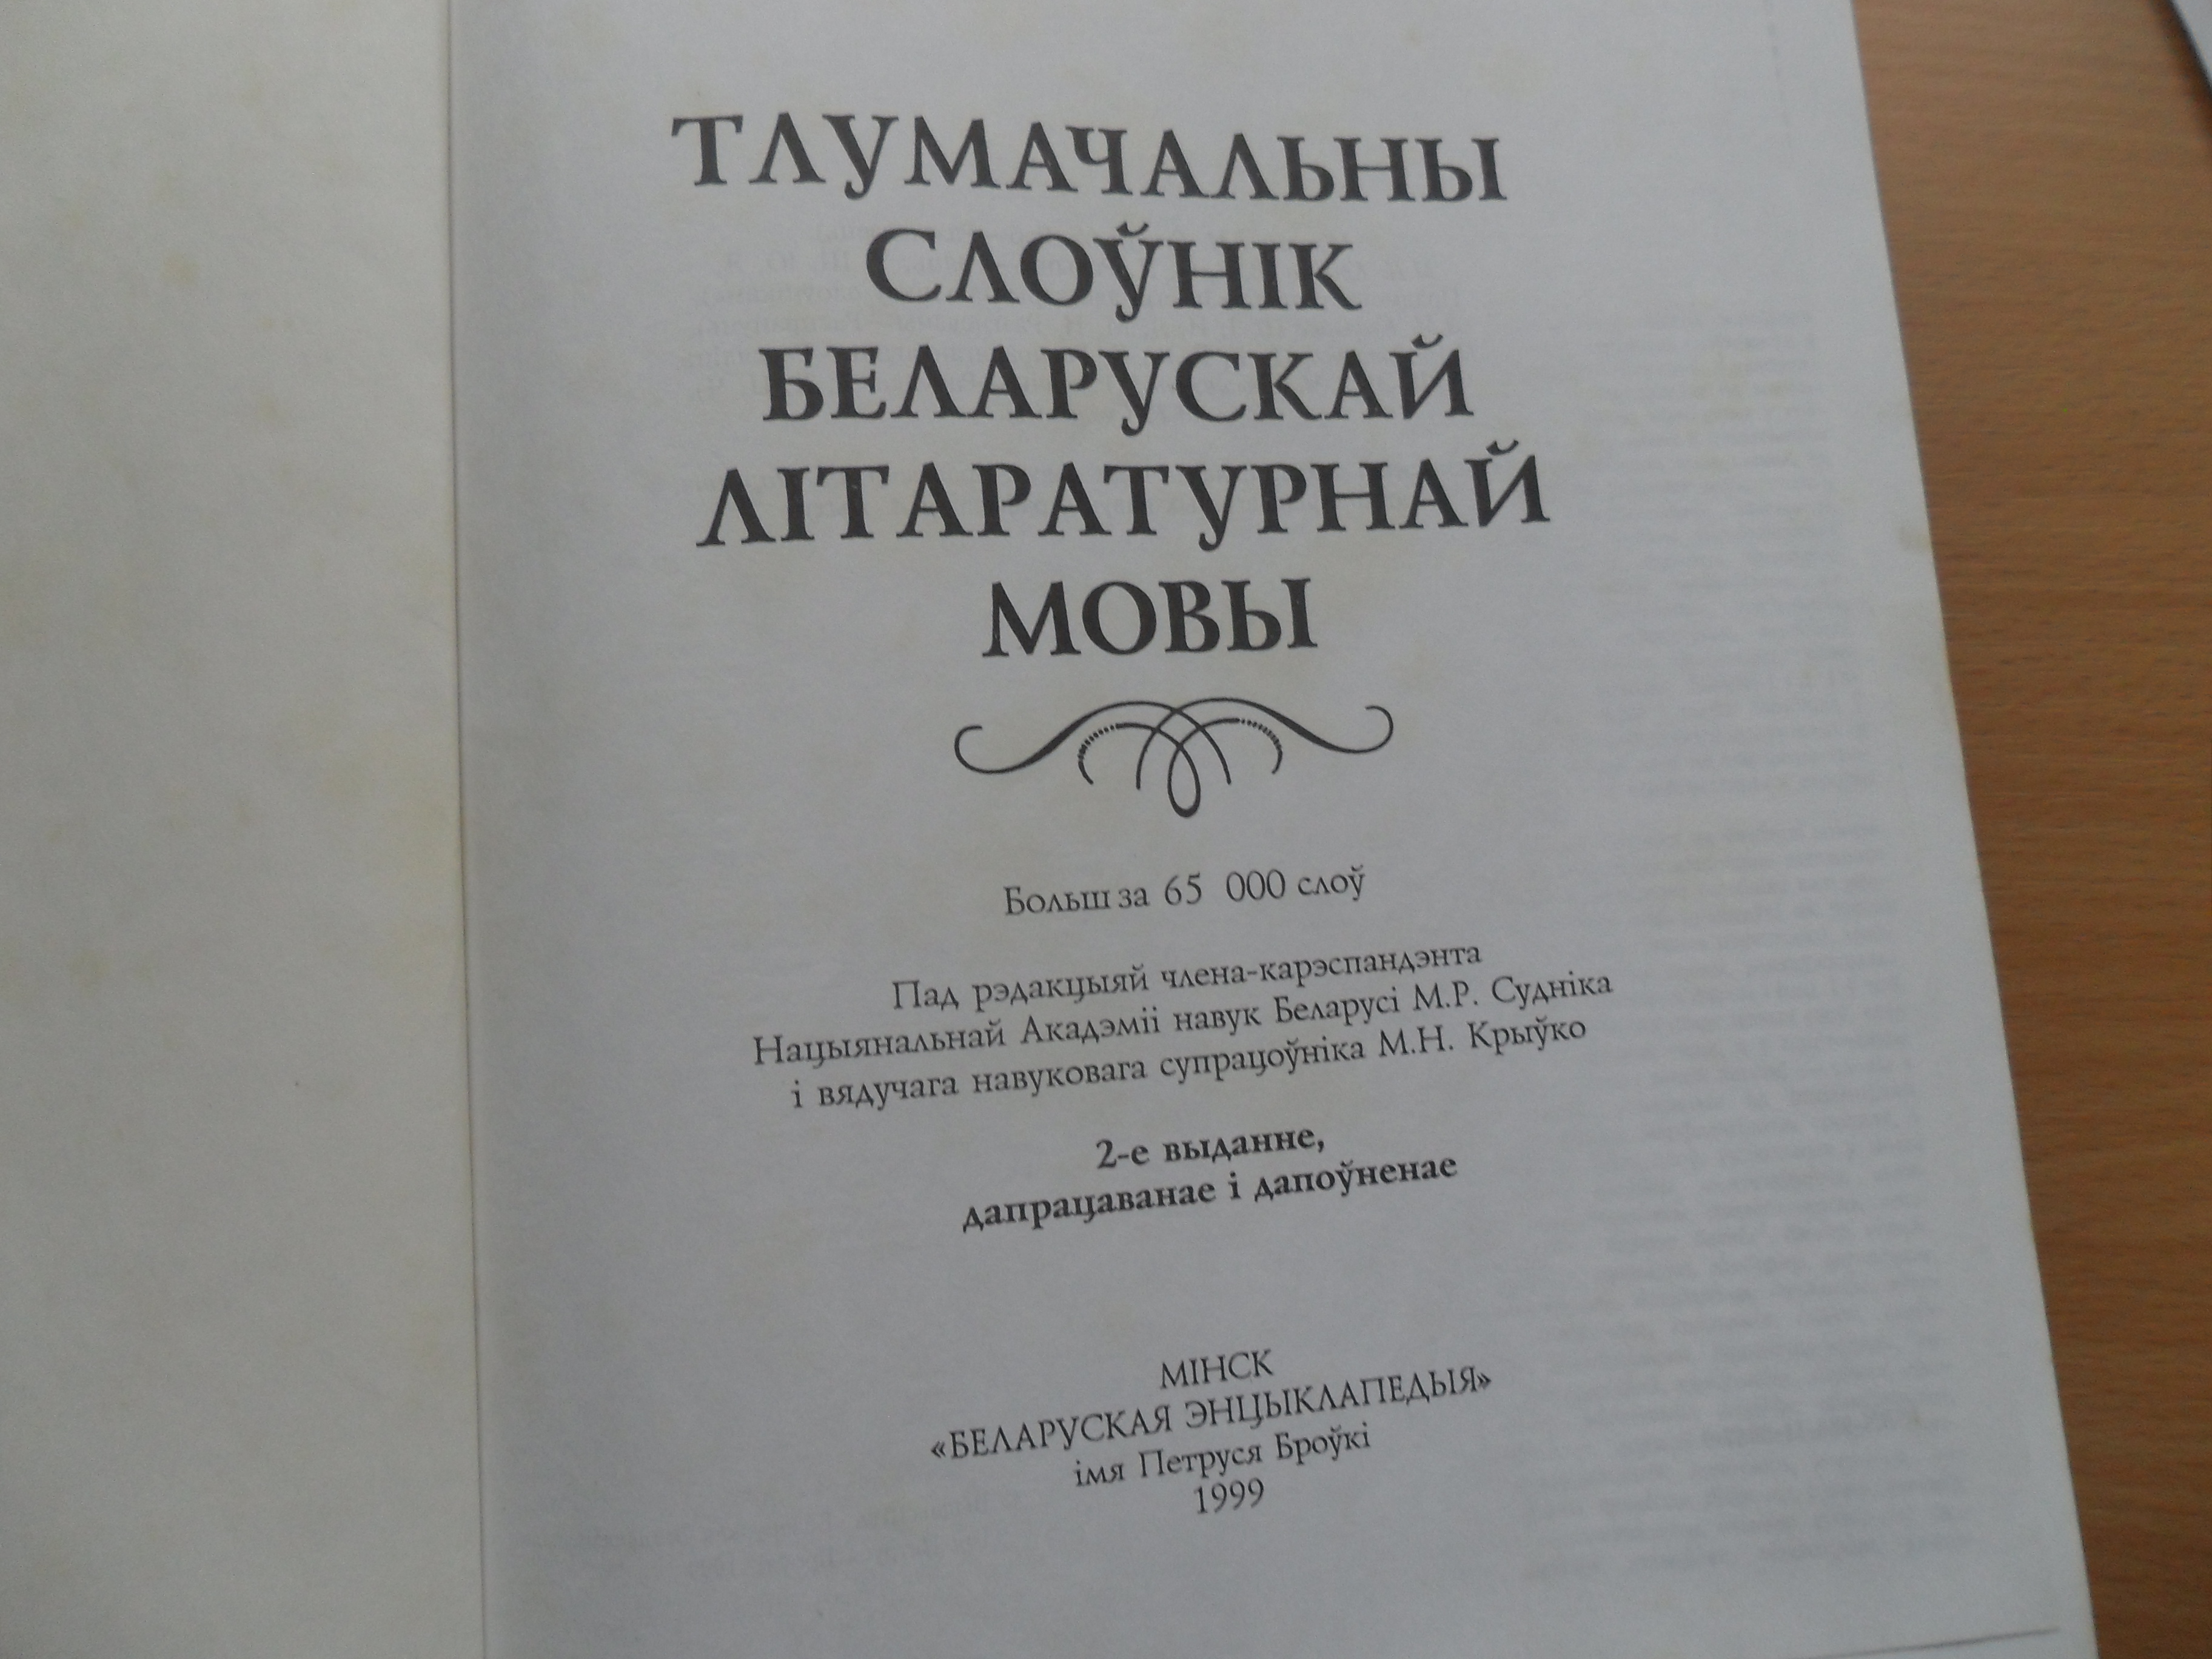 ТЛУМАЧАЛЬНЫ
СЛОЎНІК
БЕЛАРУСКАЙ
ЛІТАРАТУРНАЙ
МОВЫ
Больш за 65 000 слоў
Пад рэдакцыяй члена-карэспандэнта
Нацыянальнай Акадэміі навук Беларусі М.Р. Судніка
і вядучага навуковага супрацоўніка М.Н. Крыўко
2-е выданне,
дапрацаванае і дапоўненае
МІНСК
«БЕЛАРУСКАЯ ЭНЦЫКЛАПЕДЫЯ»
імя Петруся Броўкі
1999